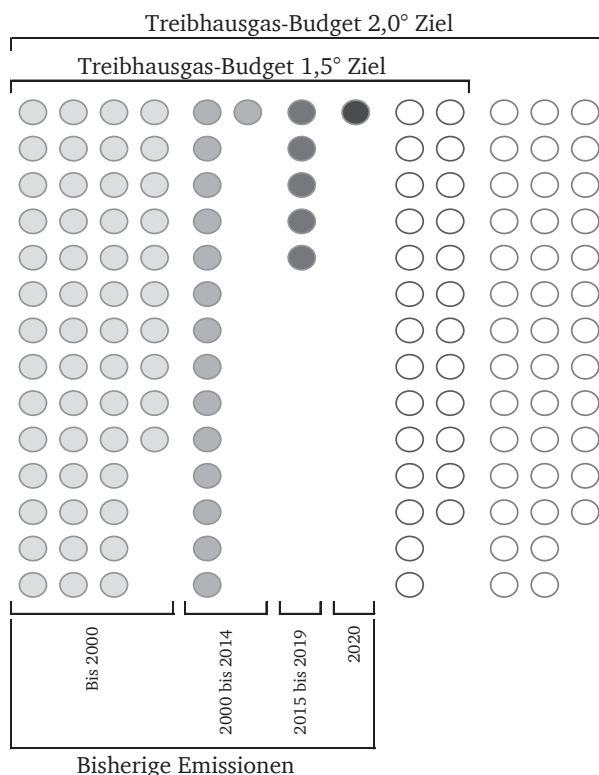 Treibhausgas-Budget 2,0° Ziel
Treibhausgas-Budget 1,5° Ziel
Bis 2000
2000 bis 2014
2015 bis 2019
2020
Bisherige Emissionen